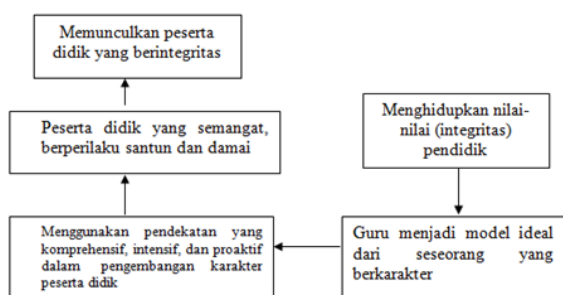 Memunculkan peserta
didik yang berintegritas
Peserta didik yang semangat,
berperilaku santun dan damai
Menghidupkan nilai-
nilai (integritas)
pendidik
Menggunakan pendekatan yang
komprehensif, intensif, dan proaktif
dalam pengembangan karakter
peserta didik
Guru menjadi model ideal
dari seseorang yang
berkarakter